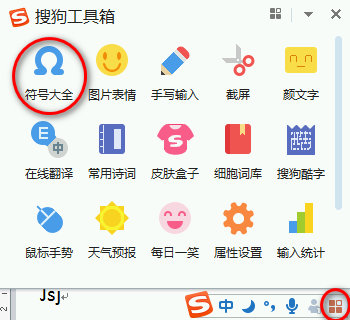 搜狗工具箱
符号大全 图片表情 手写输入 截屏 颜文字
在线翻译 常用诗词 皮肤盒子 细胞词库 搜狗酷字
鼠标手势 天气预报 每日一笑 属性设置 输入统计
Jsj
中